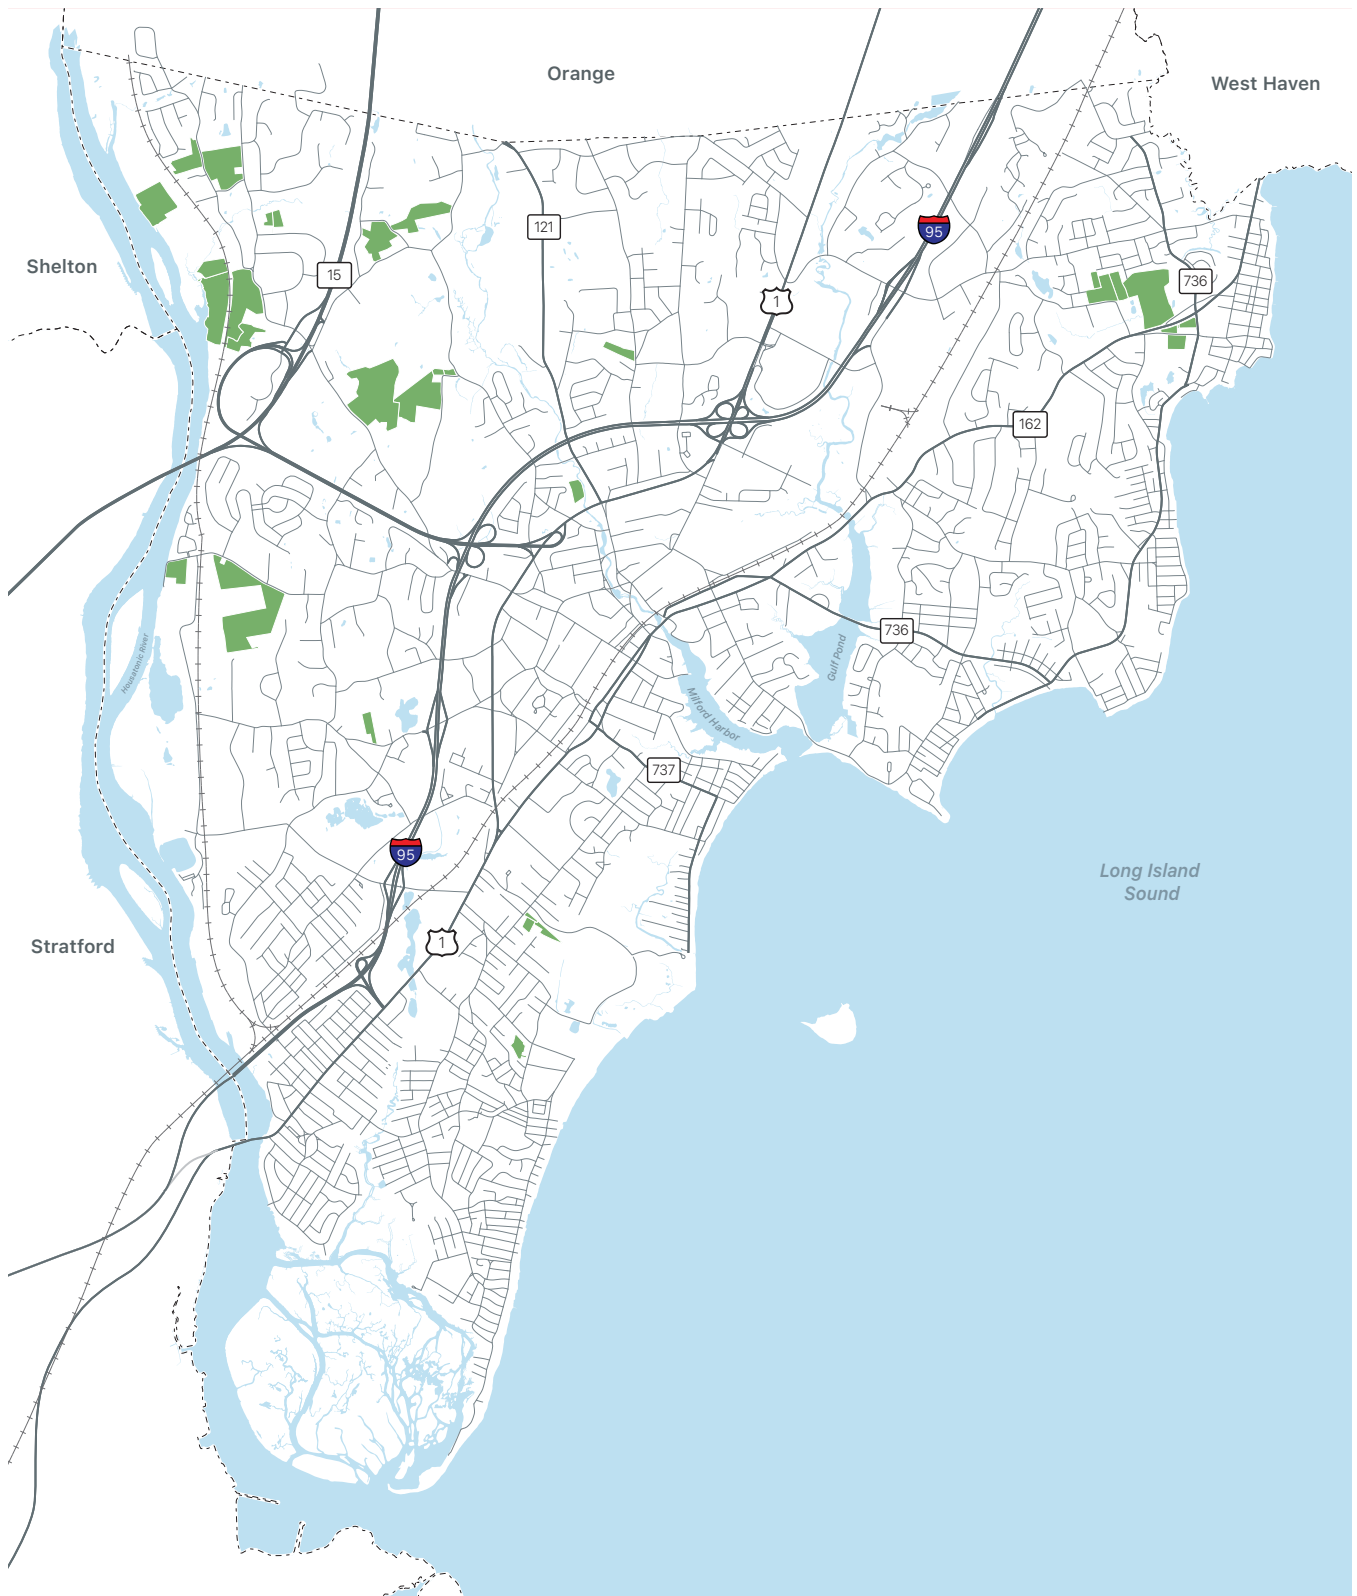 Orange
West Haven
121
95
Shelton
15
736
1
162
736
Housatonic River
Gulf Pond
Milford Harbor
737
95
Long Island
Sound
1
Stratford